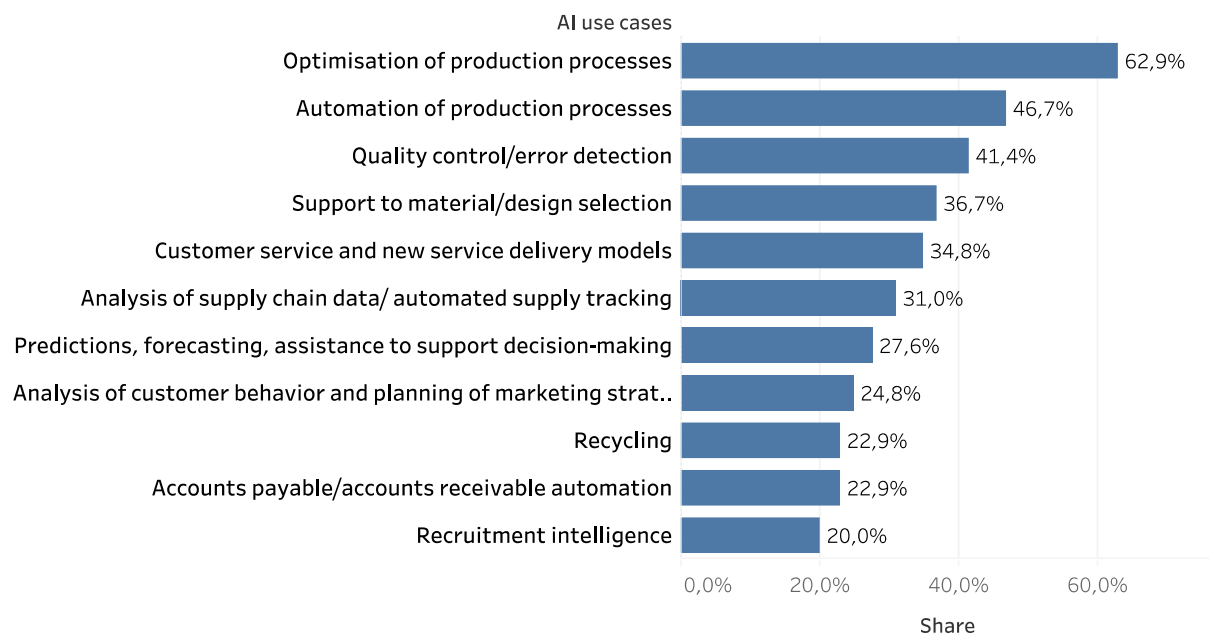 AI use cases
Optimisation of production processes 62,9%
Automation of production processes 46,7%
Quality control/error detection 41,4%
Support to material/design selection 36,7%
Customer service and new service delivery models 34,8%
Analysis of supply chain data/ automated supply tracking 31,0%
Predictions, forecasting, assistance to support decision-making 27,6%
Analysis of customer behavior and planning of marketing strat.. 24,8%
Recycling 22,9%
Accounts payable/accounts receivable automation 22,9%
Recruitment intelligence 20,0%
0,0% 20,0% 40,0% 60,0%
Share